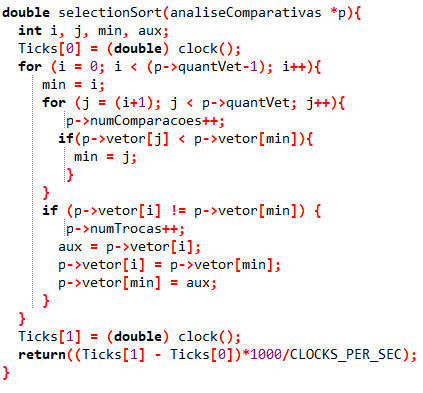 double selectionSort(analiseComparativas *p){
  int i, j, min, aux;
  Ticks[0] = (double) clock();
  for (i = 0; i < (p->quantVet-1); i++){
     min = i;
     for (j = (i+1); j < p->quantVet; j++){
        p->numComparacoes++;
       if(p->vetor[j] < p->vetor[min]){
         min = j;
        }
     }
     if (p->vetor[i] != p->vetor[min]) {
        p->numTrocas++;
       aux = p->vetor[i];
       p->vetor[i] = p->vetor[min];
       p->vetor[min] = aux;
     }
  }
  Ticks[1] = (double) clock();
  return((Ticks[1] - Ticks[0])*1000/CLOCKS_PER_SEC);
}